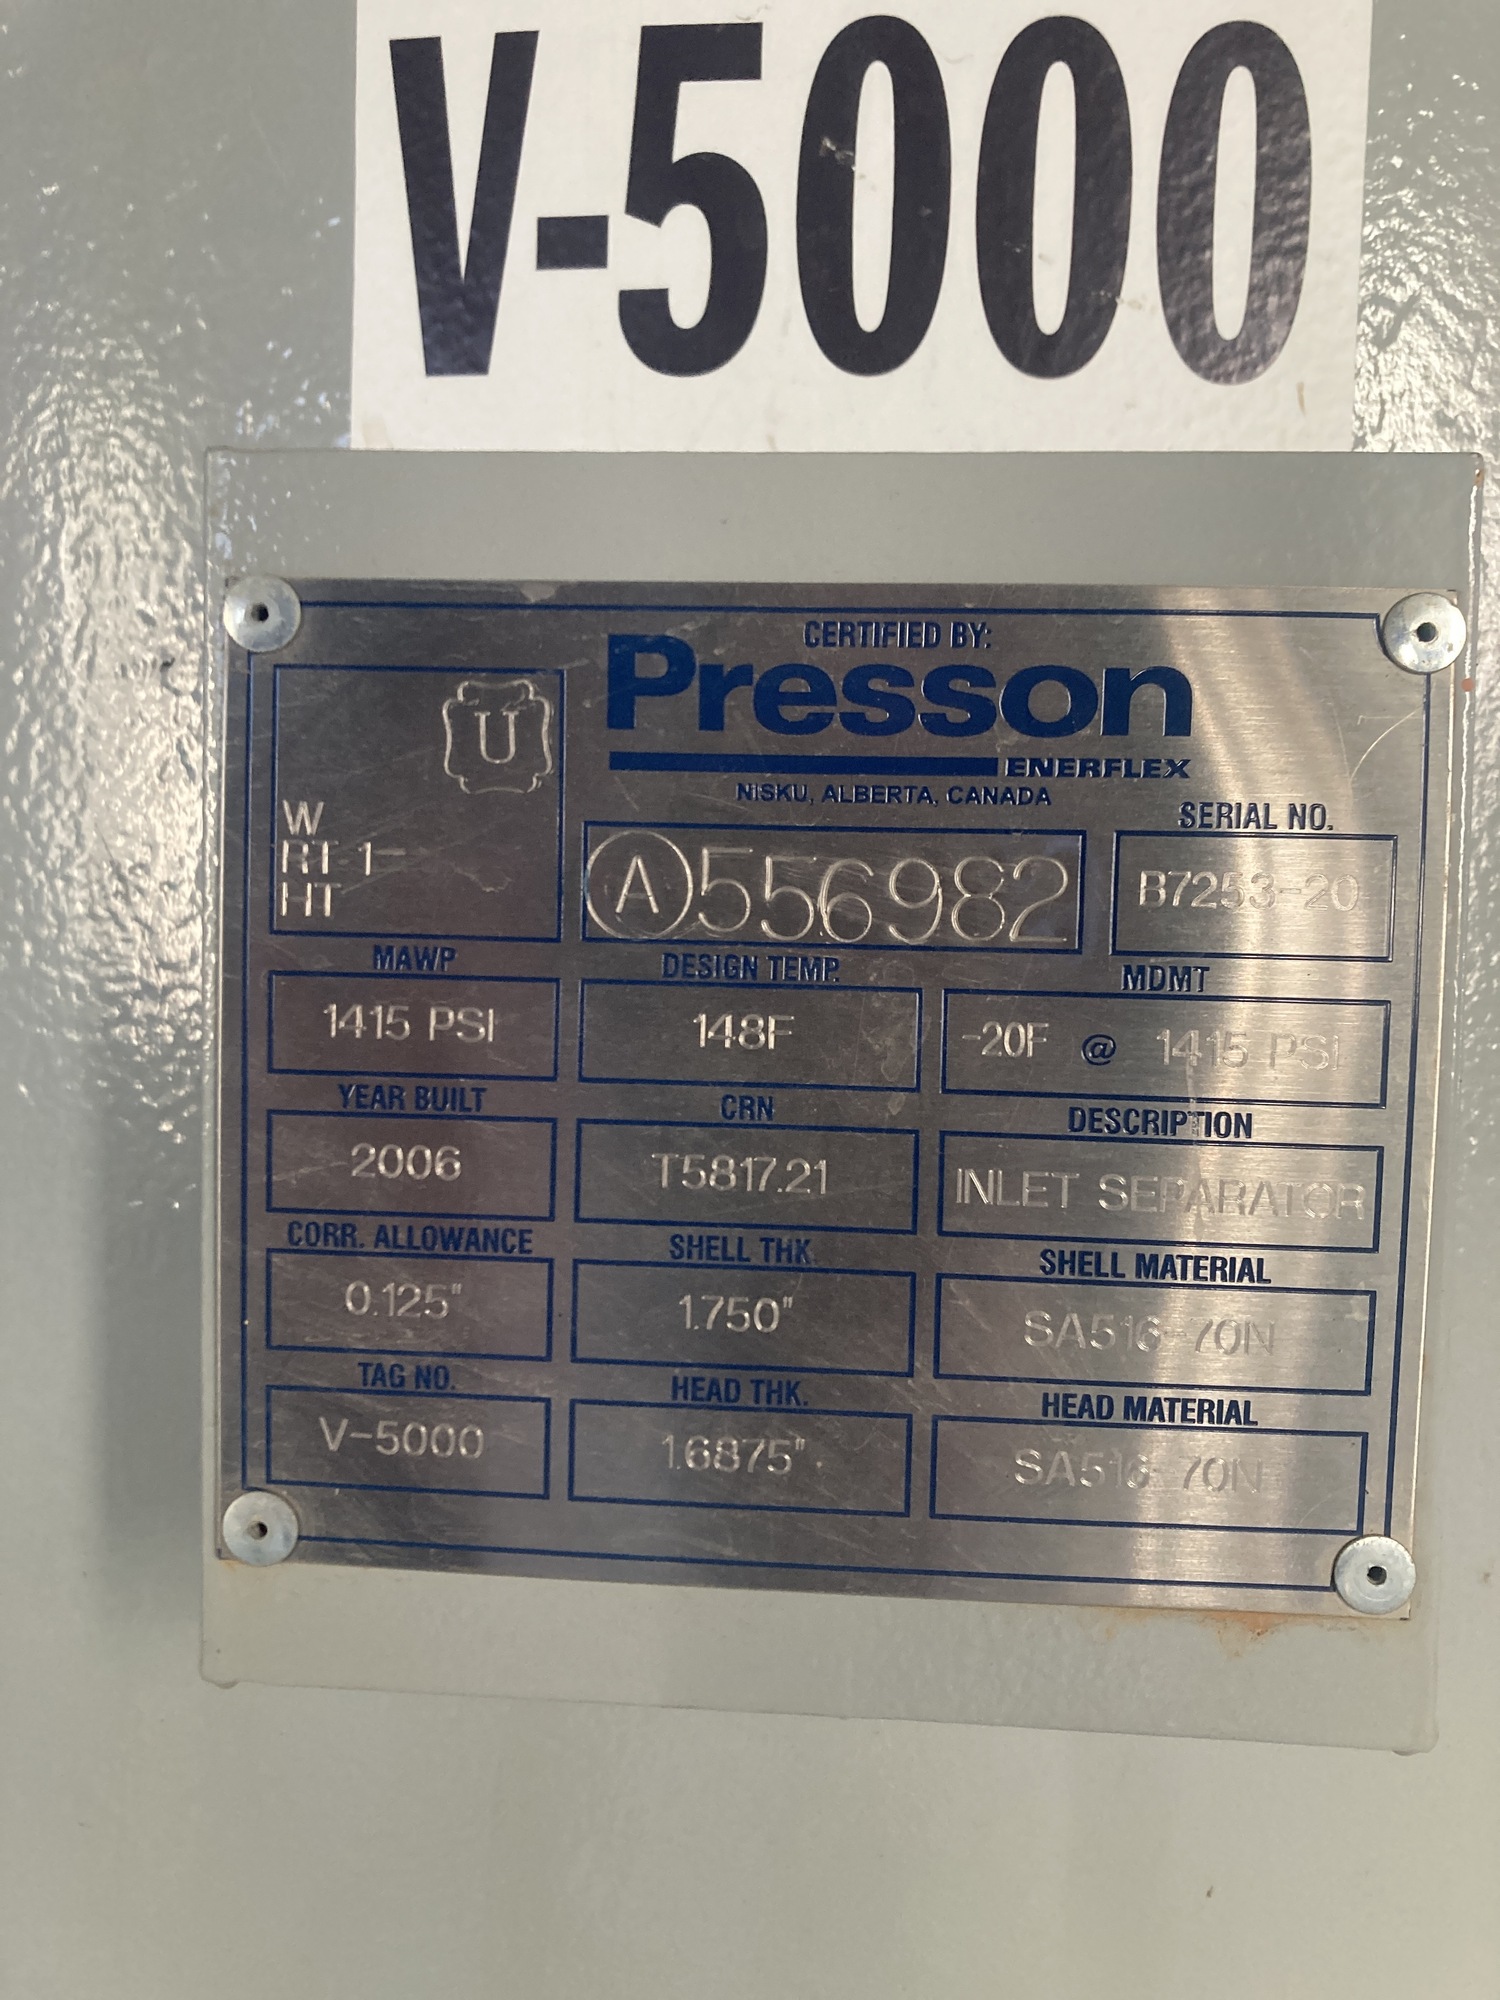 V-5000
CERTIFIED BY:
Presson
ENERFLEX
NISKU, ALBERTA, CANADA
U
W
RT-1-
HT
A 556982
SERIAL NO.
B7253-20
MAWP
1415 PSI
DESIGN TEMP.
148F
MDMT
-20F @ 1415 PSI
YEAR BUILT
2006
CRN
T5817.21
DESCRIPTION
INLET SEPARATOR
CORR. ALLOWANCE
0.125"
SHELL THK.
1.750"
SHELL MATERIAL
SA516-70N
TAG NO.
V-5000
HEAD THK.
1.6875"
HEAD MATERIAL
SA516-70N